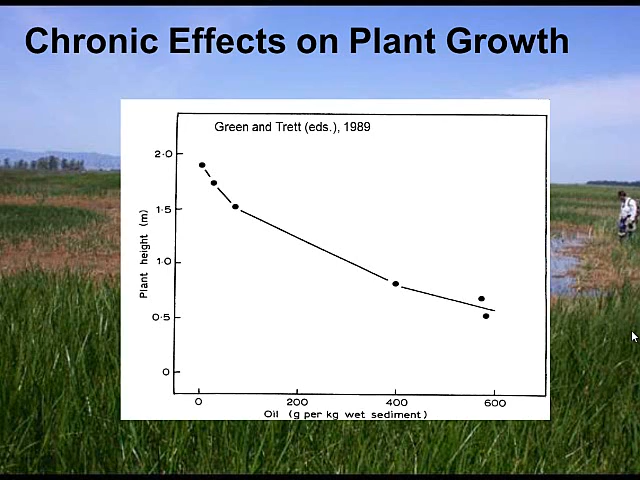 Chronic Effects on Plant Growth
Green and Trett (eds.), 1989
2·0
1·5
1·0
0·5
0
Plant height (m)
0 200 400 600
Oil (g per kg wet sediment)